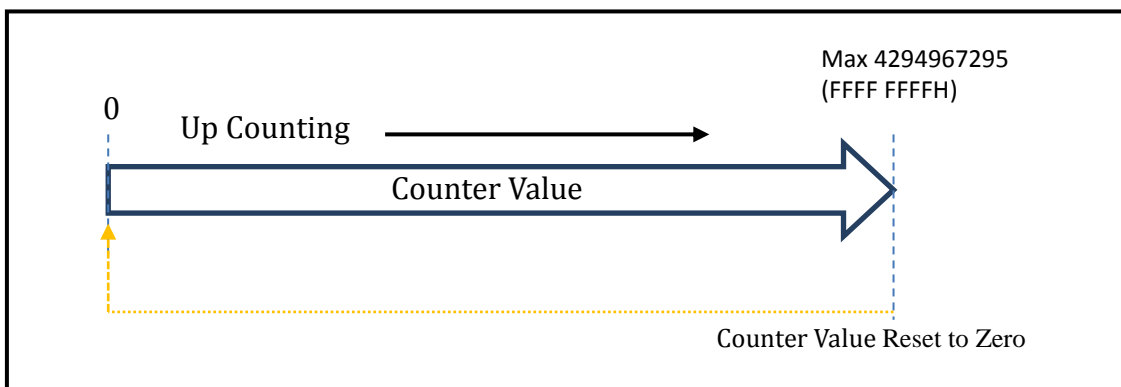 Max 4294967295
(FFFF FFFFH)
0
Up Counting
Counter Value
Counter Value Reset to Zero